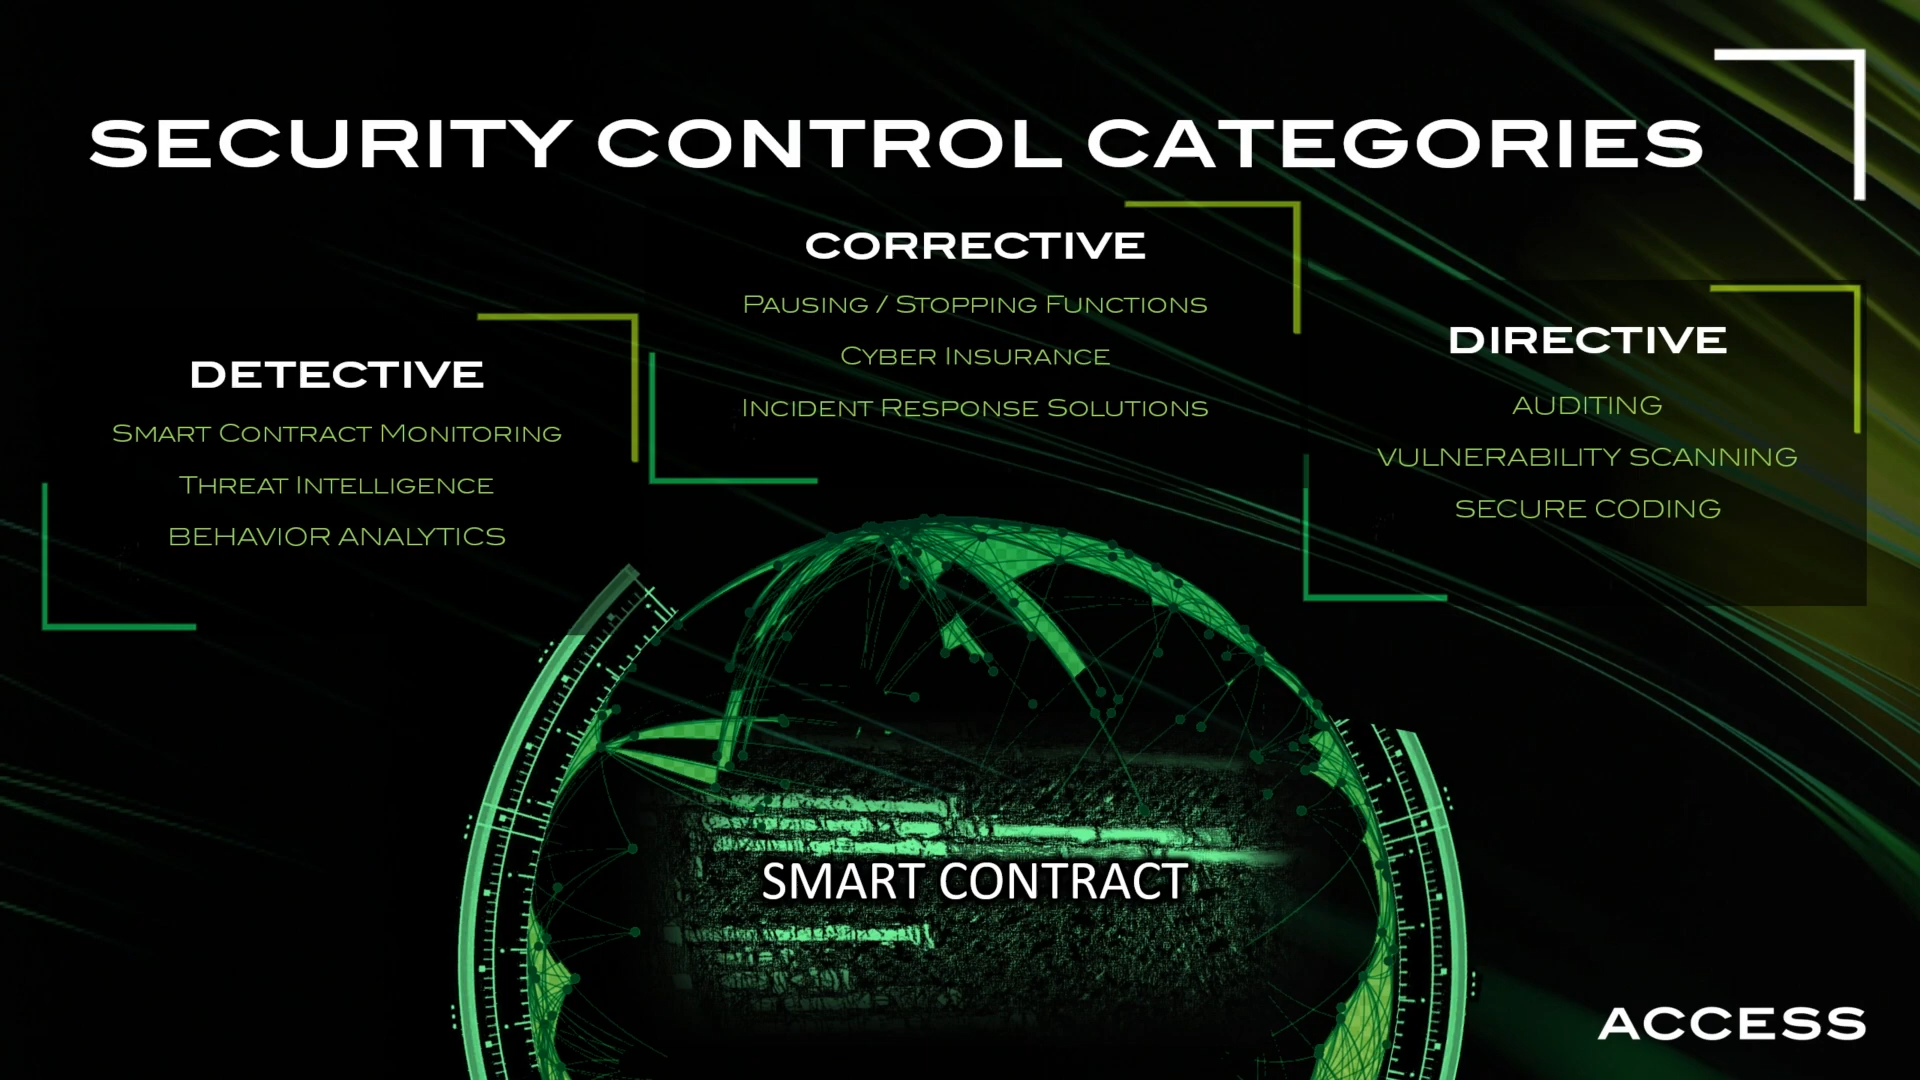 SECURITY CONTROL CATEGORIES
DETECTIVE
SMART CONTRACT MONITORING
THREAT INTELLIGENCE
BEHAVIOR ANALYTICS
CORRECTIVE
PAUSING / STOPPING FUNCTIONS
CYBER INSURANCE
INCIDENT RESPONSE SOLUTIONS
DIRECTIVE
AUDITING
VULNERABILITY SCANNING
SECURE CODING
SMART CONTRACT
ACCESS